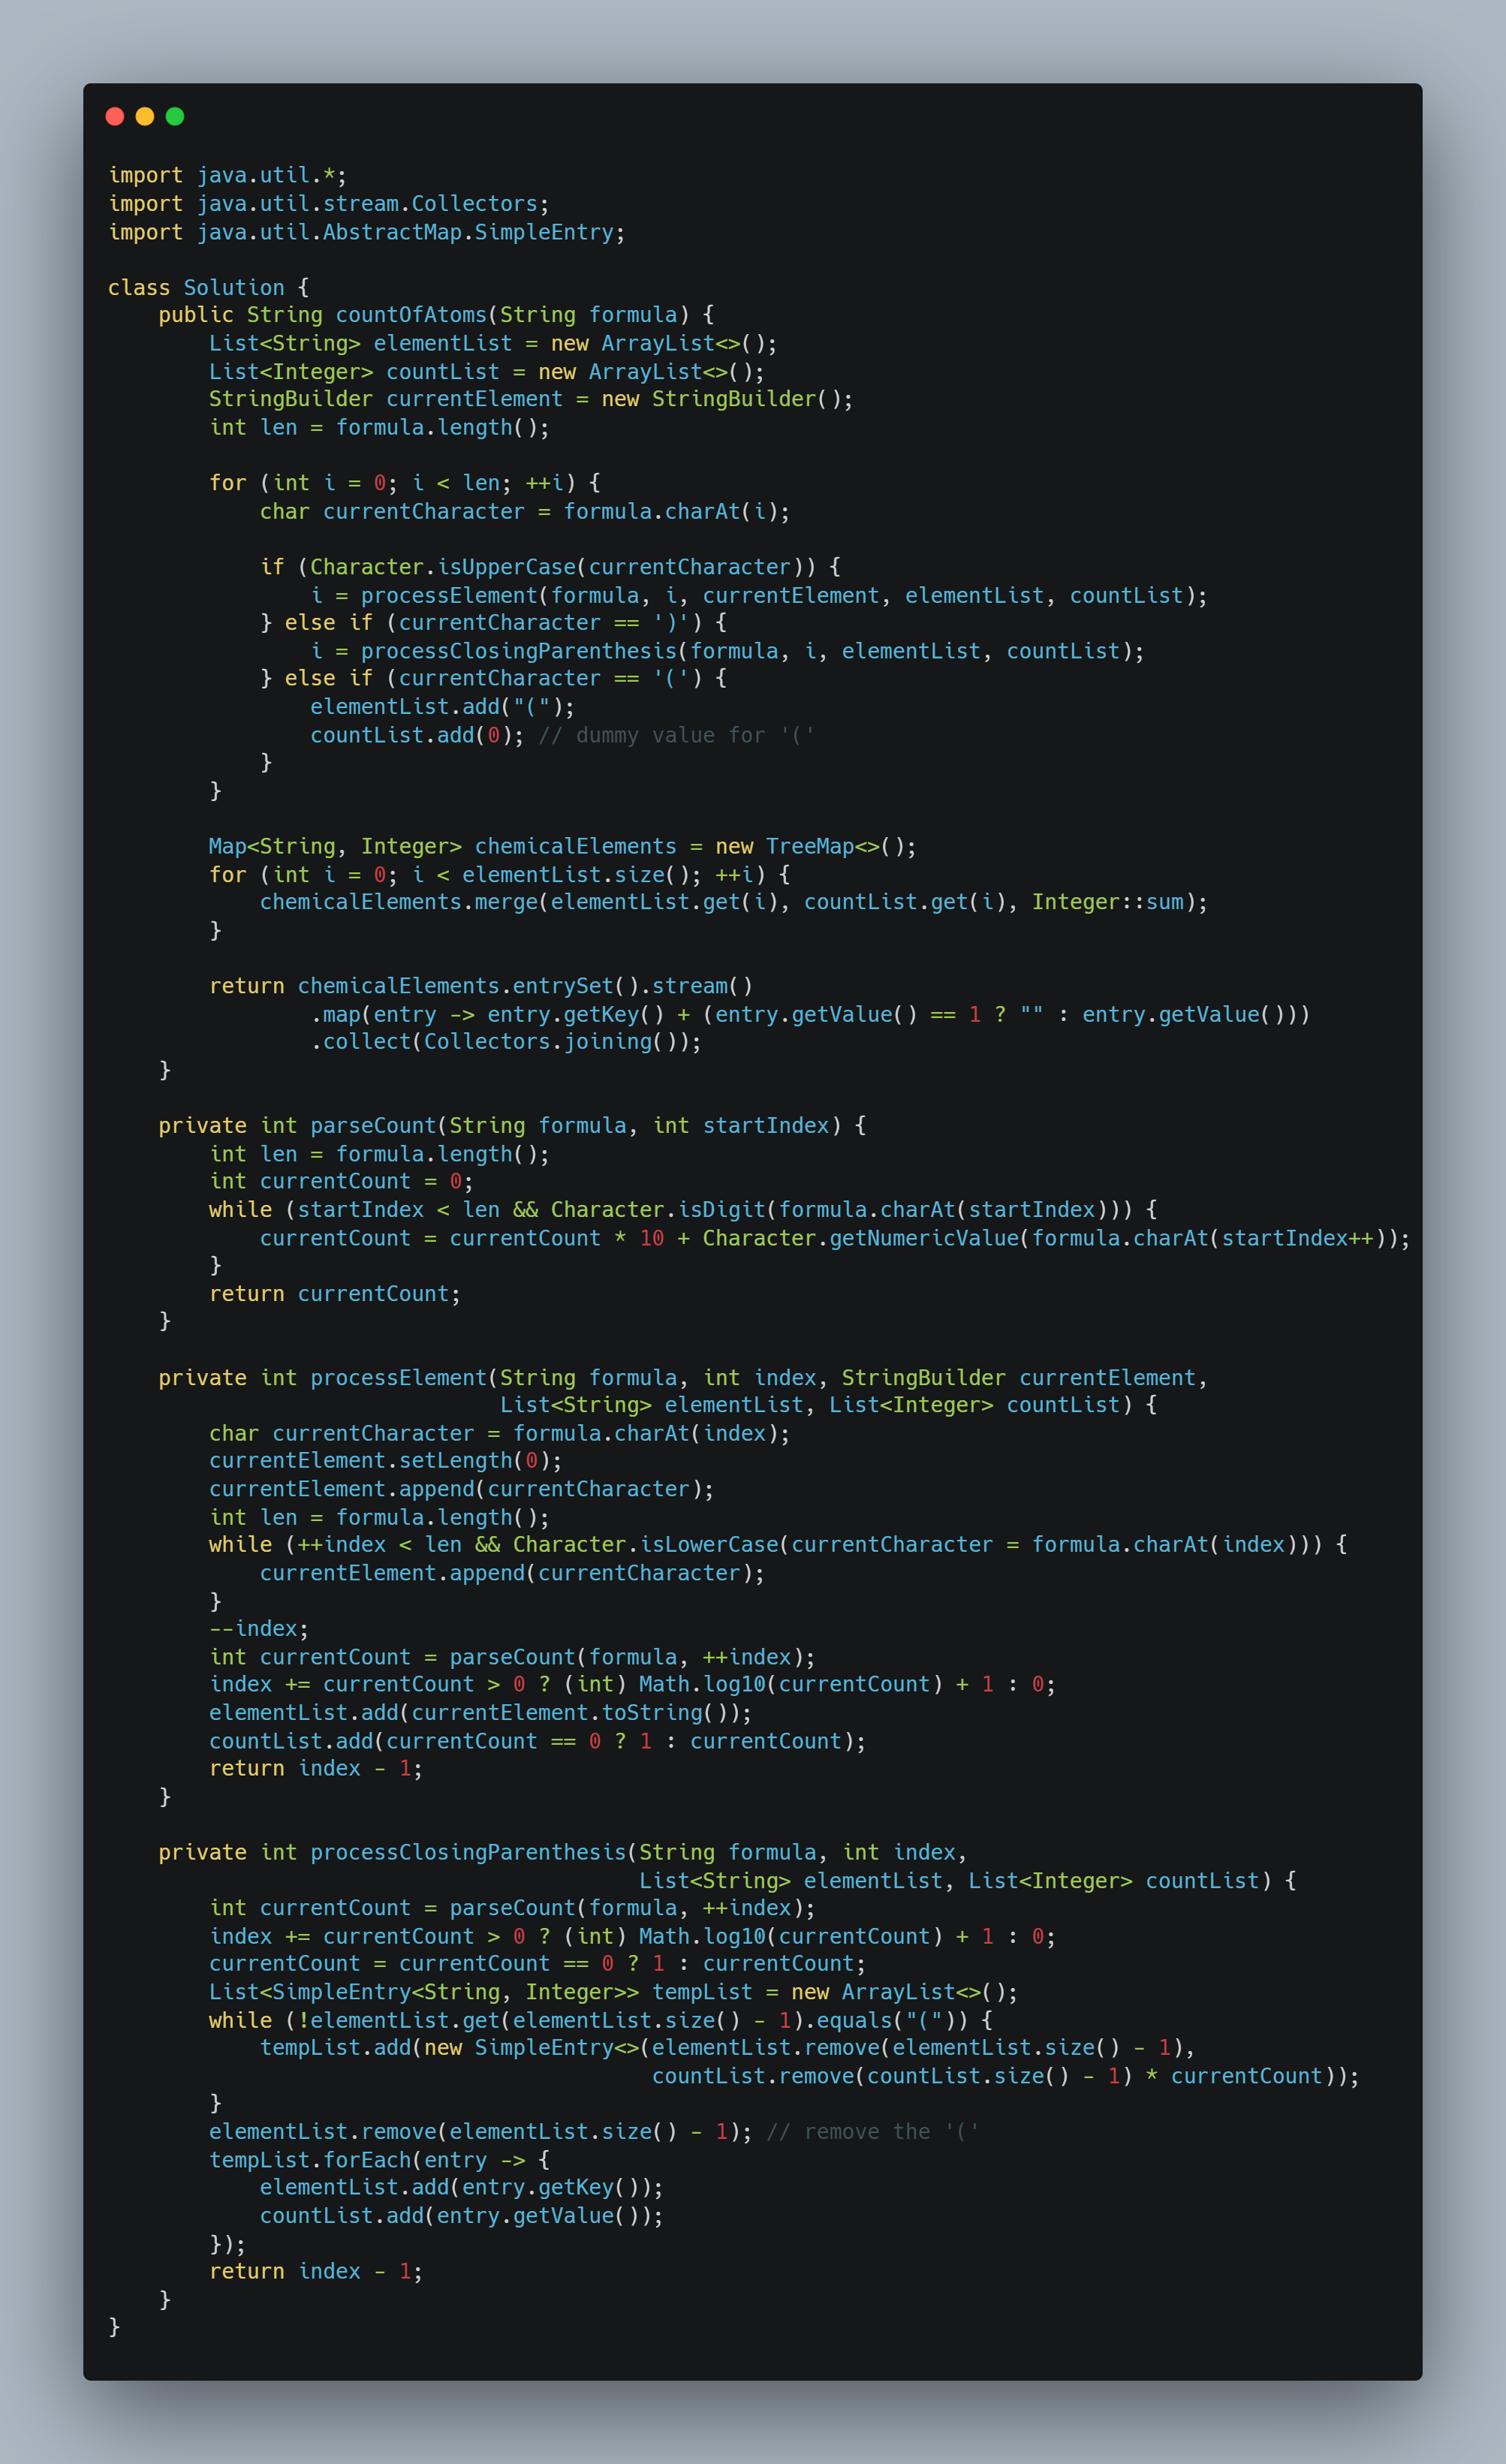 import java.util.*;
import java.util.stream.Collectors;
import java.util.AbstractMap.SimpleEntry;

class Solution {
    public String countOfAtoms(String formula) {
        List<String> elementList = new ArrayList<>();
        List<Integer> countList = new ArrayList<>();
        StringBuilder currentElement = new StringBuilder();
        int len = formula.length();

        for (int i = 0; i < len; ++i) {
            char currentCharacter = formula.charAt(i);

            if (Character.isUpperCase(currentCharacter)) {
                i = processElement(formula, i, currentElement, elementList, countList);
            } else if (currentCharacter == ')') {
                i = processClosingParenthesis(formula, i, elementList, countList);
            } else if (currentCharacter == '(') {
                elementList.add("(");
                countList.add(0); // dummy value for '('
            }
        }

        Map<String, Integer> chemicalElements = new TreeMap<>();
        for (int i = 0; i < elementList.size(); ++i) {
            chemicalElements.merge(elementList.get(i), countList.get(i), Integer::sum);
        }

        return chemicalElements.entrySet().stream()
                .map(entry -> entry.getKey() + (entry.getValue() == 1 ? "" : entry.getValue()))
                .collect(Collectors.joining());
    }

    private int parseCount(String formula, int startIndex) {
        int len = formula.length();
        int currentCount = 0;
        while (startIndex < len && Character.isDigit(formula.charAt(startIndex))) {
            currentCount = currentCount * 10 + Character.getNumericValue(formula.charAt(startIndex++));
        }
        return currentCount;
    }

    private int processElement(String formula, int index, StringBuilder currentElement,
                               List<String> elementList, List<Integer> countList) {
        char currentCharacter = formula.charAt(index);
        currentElement.setLength(0);
        currentElement.append(currentCharacter);
        int len = formula.length();
        while (++index < len && Character.isLowerCase(currentCharacter = formula.charAt(index))) {
            currentElement.append(currentCharacter);
        }
        --index;
        int currentCount = parseCount(formula, ++index);
        index += currentCount > 0 ? (int) Math.log10(currentCount) + 1 : 0;
        elementList.add(currentElement.toString());
        countList.add(currentCount == 0 ? 1 : currentCount);
        return index - 1;
    }

    private int processClosingParenthesis(String formula, int index,
                                          List<String> elementList, List<Integer> countList) {
        int currentCount = parseCount(formula, ++index);
        index += currentCount > 0 ? (int) Math.log10(currentCount) + 1 : 0;
        currentCount = currentCount == 0 ? 1 : currentCount;
        List<SimpleEntry<String, Integer>> tempList = new ArrayList<>();
        while (!elementList.get(elementList.size() - 1).equals("(")) {
            tempList.add(new SimpleEntry<>(elementList.remove(elementList.size() - 1),
                                           countList.remove(countList.size() - 1) * currentCount));
        }
        elementList.remove(elementList.size() - 1); // remove the '('
        tempList.forEach(entry -> {
            elementList.add(entry.getKey());
            countList.add(entry.getValue());
        });
        return index - 1;
    }
}